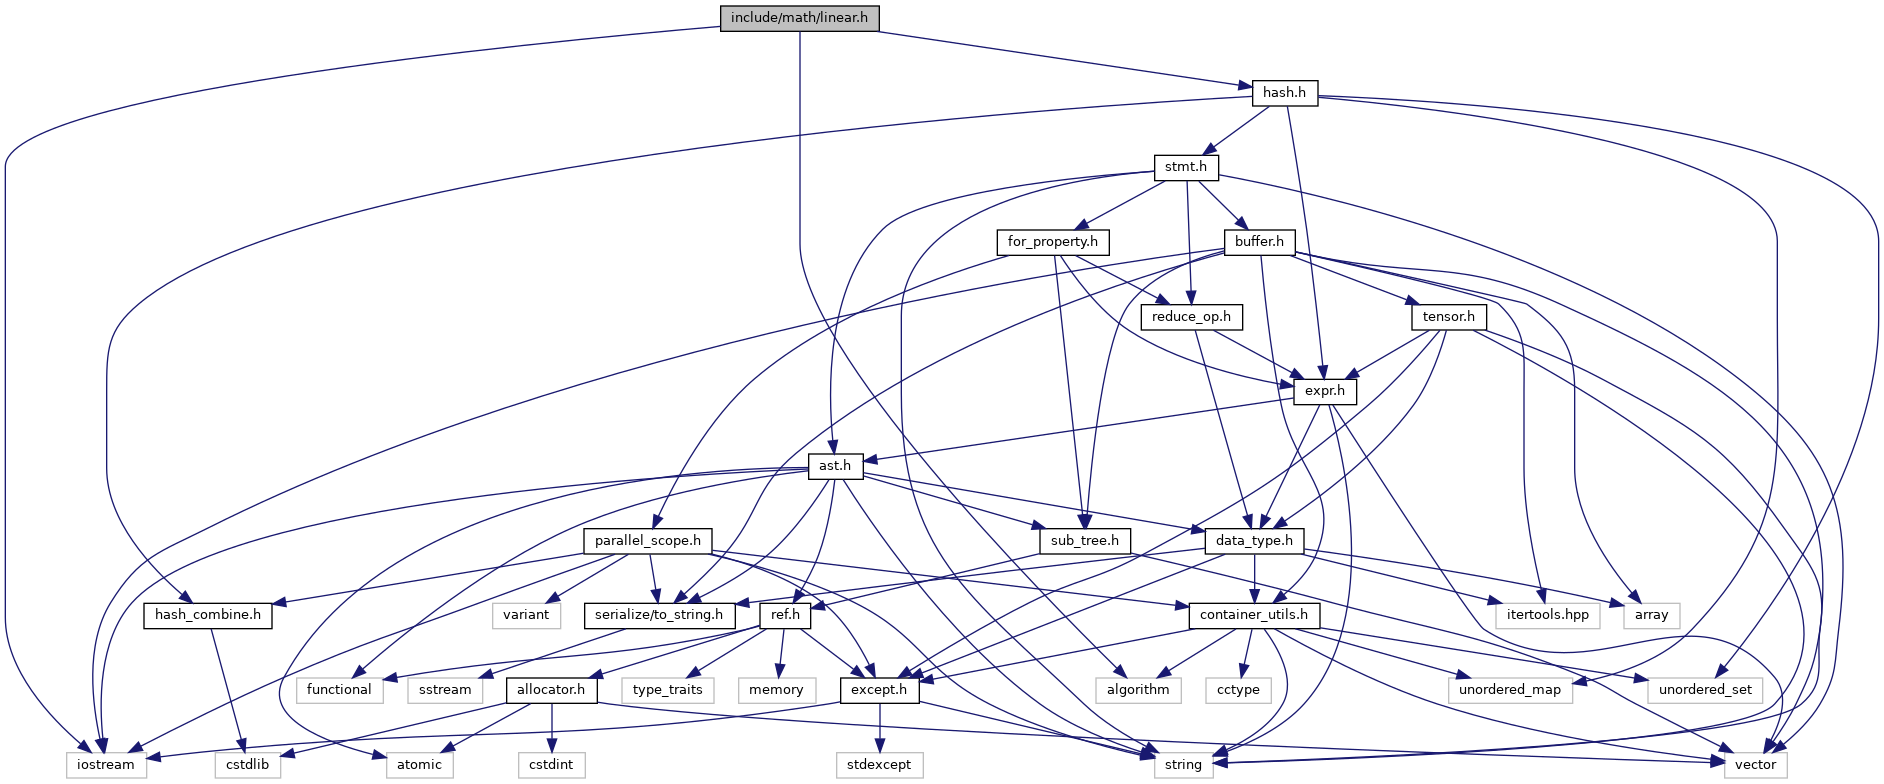 include/math/linear.h
hash.h
stmt.h
for_property.h
buffer.h
reduce_op.h
tensor.h
expr.h
ast.h
parallel_scope.h
sub_tree.h
data_type.h
hash_combine.h
variant
serialize/to_string.h
ref.h
container_utils.h
itertools.hpp
array
functional
sstream
allocator.h
type_traits
memory
except.h
algorithm
cctype
unordered_map
unordered_set
iostream
cstdlib
atomic
cstdint
stdexcept
string
vector